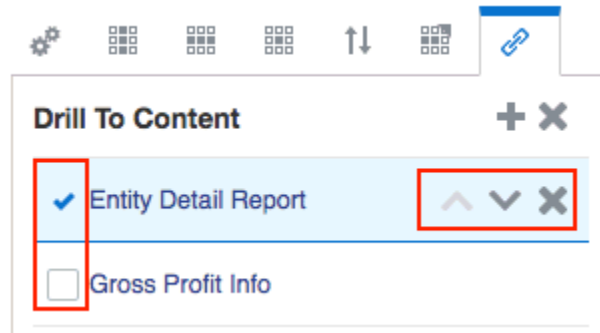 Drill To Content
Entity Detail Report
Gross Profit Info